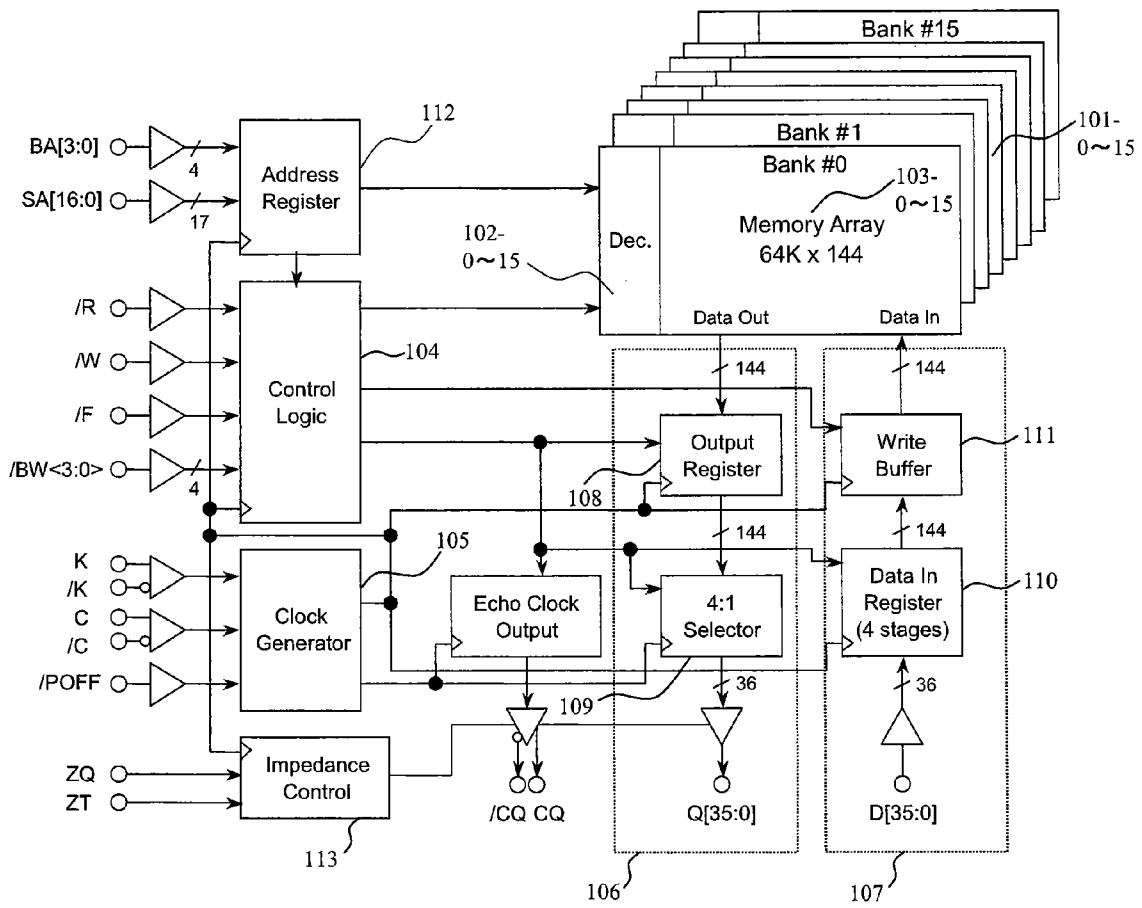 Bank #15
Bank #1
Bank #0
101-
0～15
103-
0～15
Memory Array
64K x 144
Dec.
102-
0～15
Data Out
Data In
BA[3:0]
4
SA[16:0]
17
Address
Register
112
/R
/W
/F
/BW<3:0>
4
Control
Logic
104
144
144
Output
Register
108
Write
Buffer
111
144
144
K
/K
C
/C
/POFF
Clock
Generator
105
Echo Clock
Output
4:1
Selector
109
Data In
Register
(4 stages)
110
36
36
ZQ
ZT
Impedance
Control
113
/CQ CQ
Q[35:0]
D[35:0]
106
107